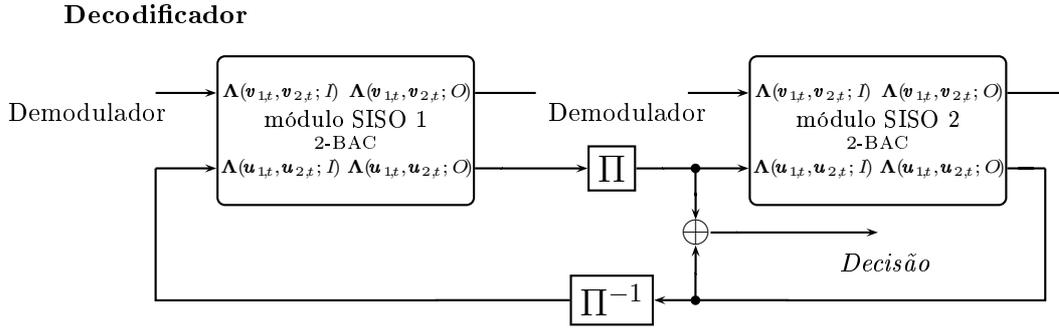 Decodificador
Λ(v₁,t, v₂,t; I) Λ(v₁,t, v₂,t; O)
Demodulador
módulo SISO 1
2-BAC
Λ(u₁,t, u₂,t; I) Λ(u₁,t, u₂,t; O)
Π
Λ(v₁,t, v₂,t; I) Λ(v₁,t, v₂,t; O)
Demodulador
módulo SISO 2
2-BAC
Λ(u₁,t, u₂,t; I) Λ(u₁,t, u₂,t; O)
Decisão
Π⁻¹